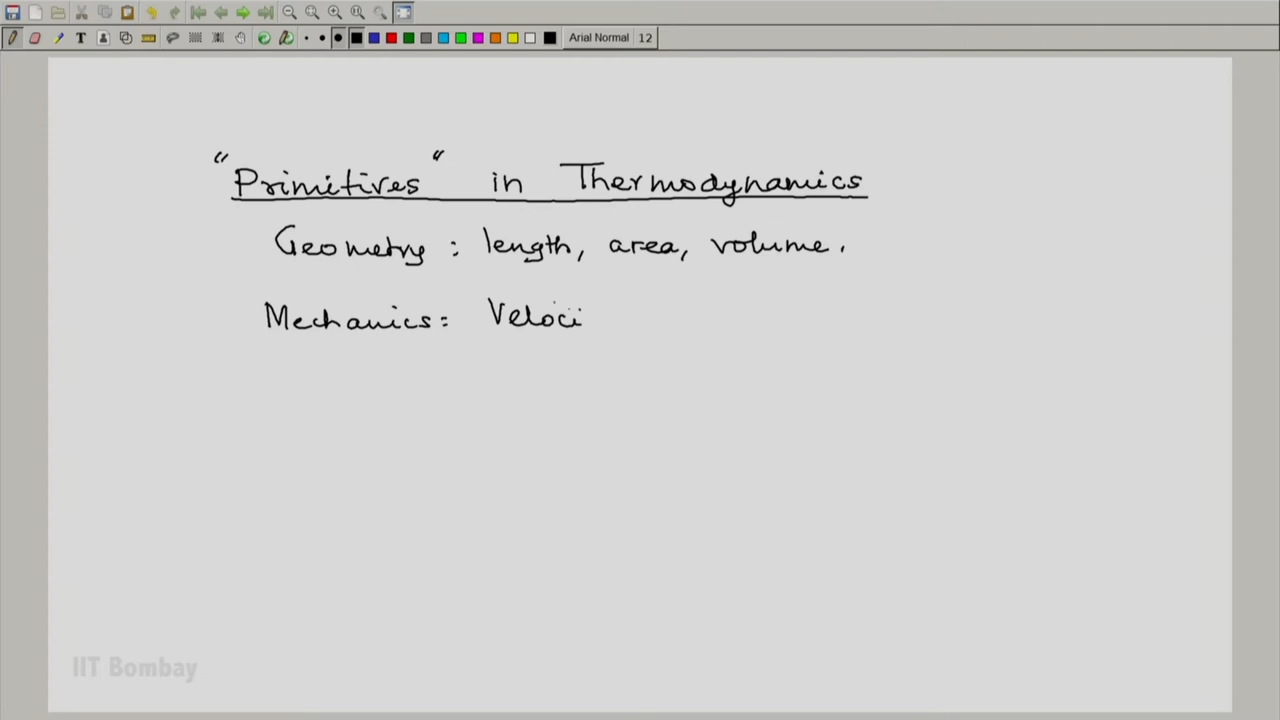 Arial Normal 12
"Primitives" in Thermodynamics
Geometry: length, area, volume.
Mechanics: Veloci
IIT Bombay